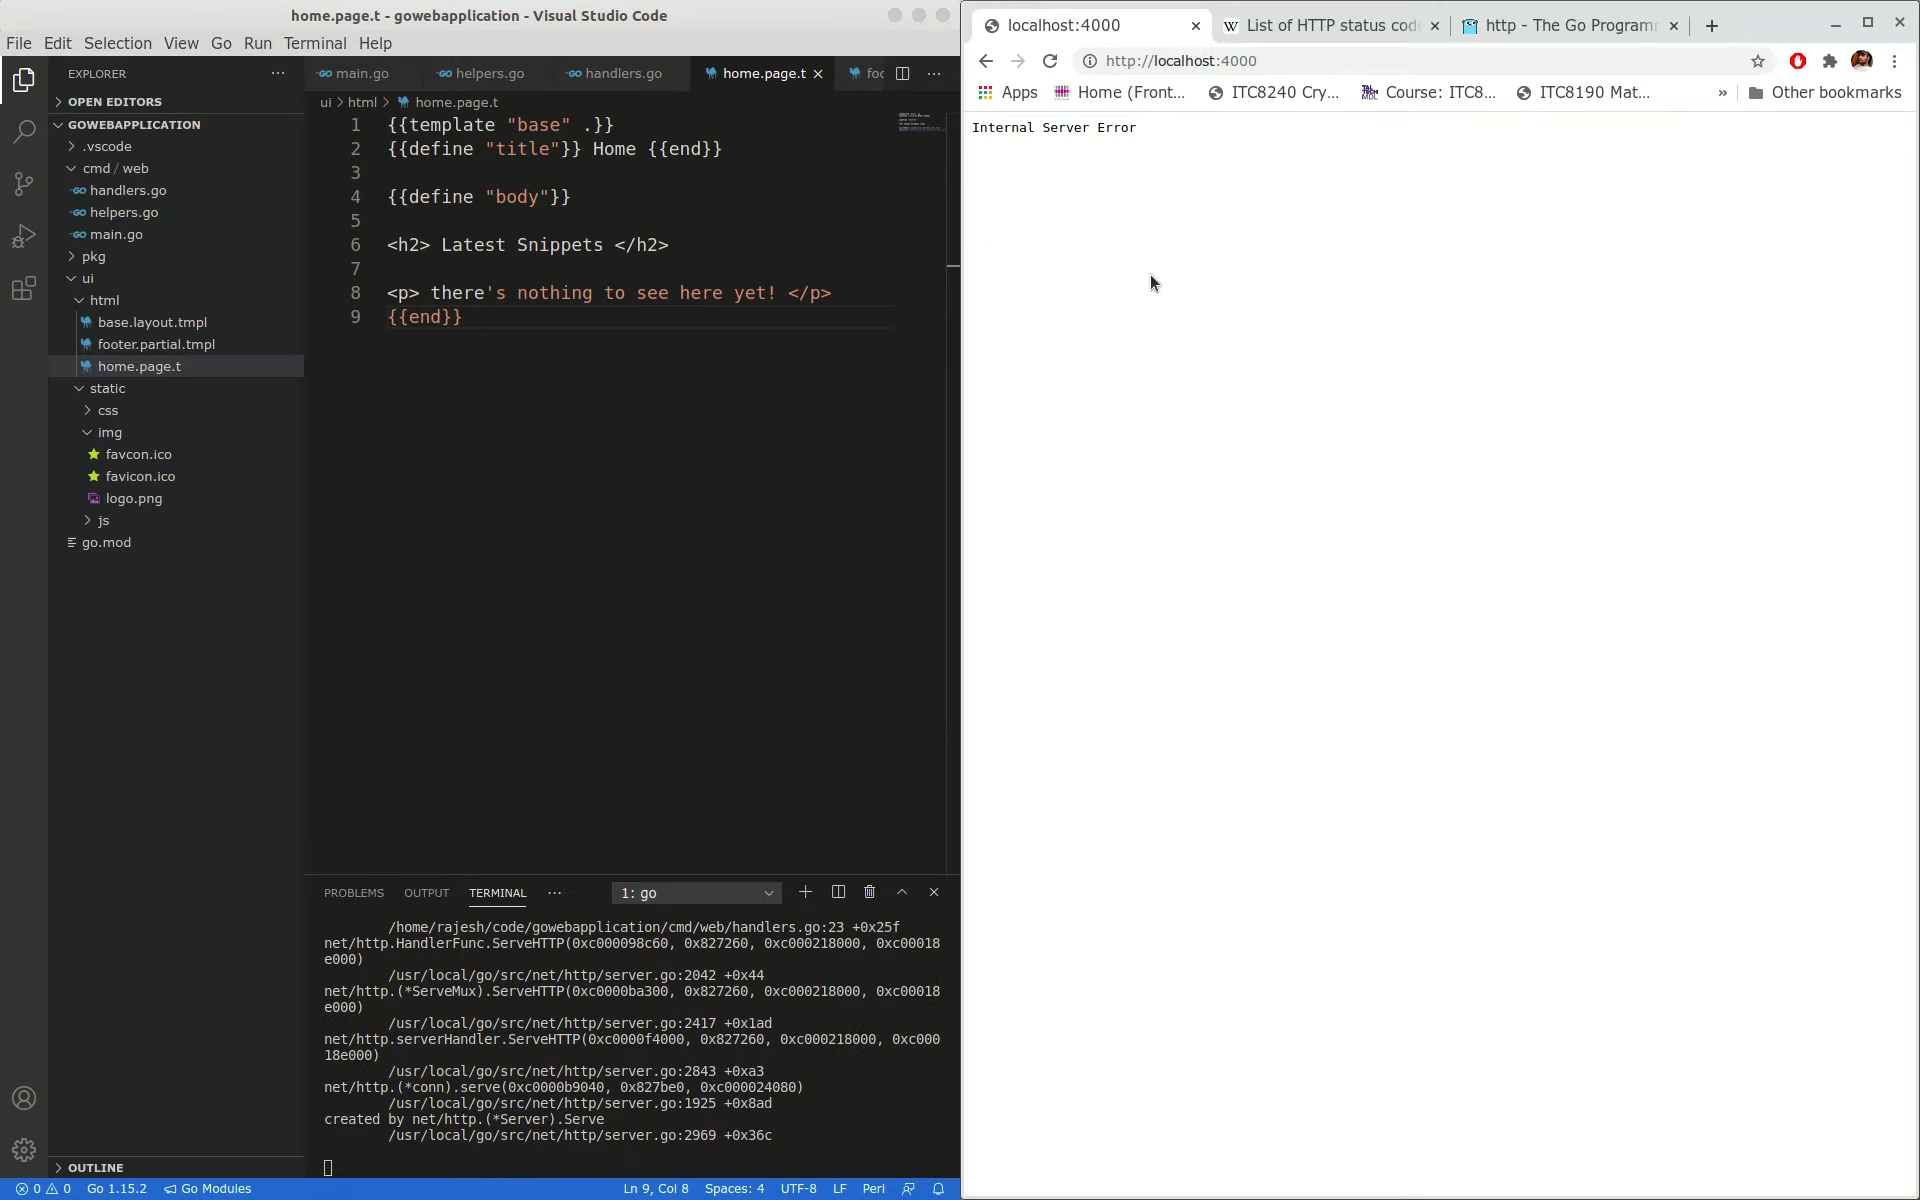 home.page.t - gowebapplication - Visual Studio Code
File Edit Selection View Go Run Terminal Help
EXPLORER
OPEN EDITORS
GOWEBAPPLICATION
.vscode
cmd / web
handlers.go
helpers.go
main.go
pkg
ui
html
base.layout.tmpl
footer.partial.tmpl
home.page.t
static
css
img
favcon.ico
favicon.ico
logo.png
js
go.mod
OUTLINE
main.go helpers.go handlers.go home.page.t foo
ui > html > home.page.t
1 {{template "base" .}}
2 {{define "title"}} Home {{end}}
3
4 {{define "body"}}
5
6 <h2> Latest Snippets </h2>
7
8 <p> there's nothing to see here yet! </p>
9 {{end}}
PROBLEMS OUTPUT TERMINAL ··· 1: go
/home/rajesh/code/gowebapplication/cmd/web/handlers.go:23 +0x25f
net/http.HandlerFunc.ServeHTTP(0xc000098c60, 0x827260, 0xc000218000, 0xc00018
e000)
/usr/local/go/src/net/http/server.go:2042 +0x44
net/http.(*ServeMux).ServeHTTP(0xc0000ba300, 0x827260, 0xc000218000, 0xc00018
e000)
/usr/local/go/src/net/http/server.go:2417 +0x1ad
net/http.serverHandler.ServeHTTP(0xc0000f4000, 0x827260, 0xc000218000, 0xc000
18e000)
/usr/local/go/src/net/http/server.go:2843 +0xa3
net/http.(*conn).serve(0xc0000b9040, 0x827be0, 0xc000024080)
/usr/local/go/src/net/http/server.go:1925 +0x8ad
created by net/http.(*Server).Serve
/usr/local/go/src/net/http/server.go:2969 +0x36c
0 0 Go 1.15.2 Go Modules Ln 9, Col 8 Spaces: 4 UTF-8 LF Perl
localhost:4000 List of HTTP status code http - The Go Programm
http://localhost:4000
Apps Home (Front... ITC8240 Cry... Course: ITC8... ITC8190 Mat... » Other bookmarks
Internal Server Error